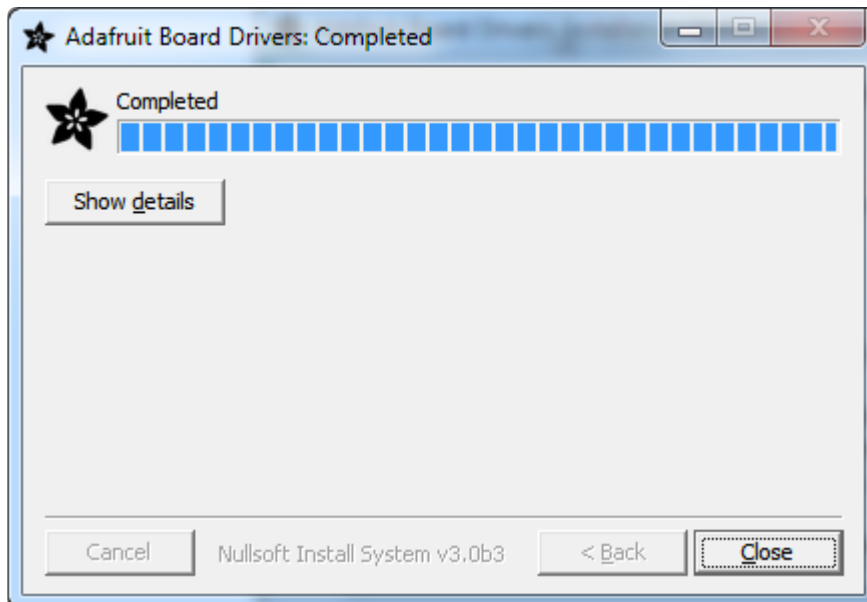 Adafruit Board Drivers: Completed
Completed
Show details
Cancel Nullsoft Install System v3.0b3 < Back Close